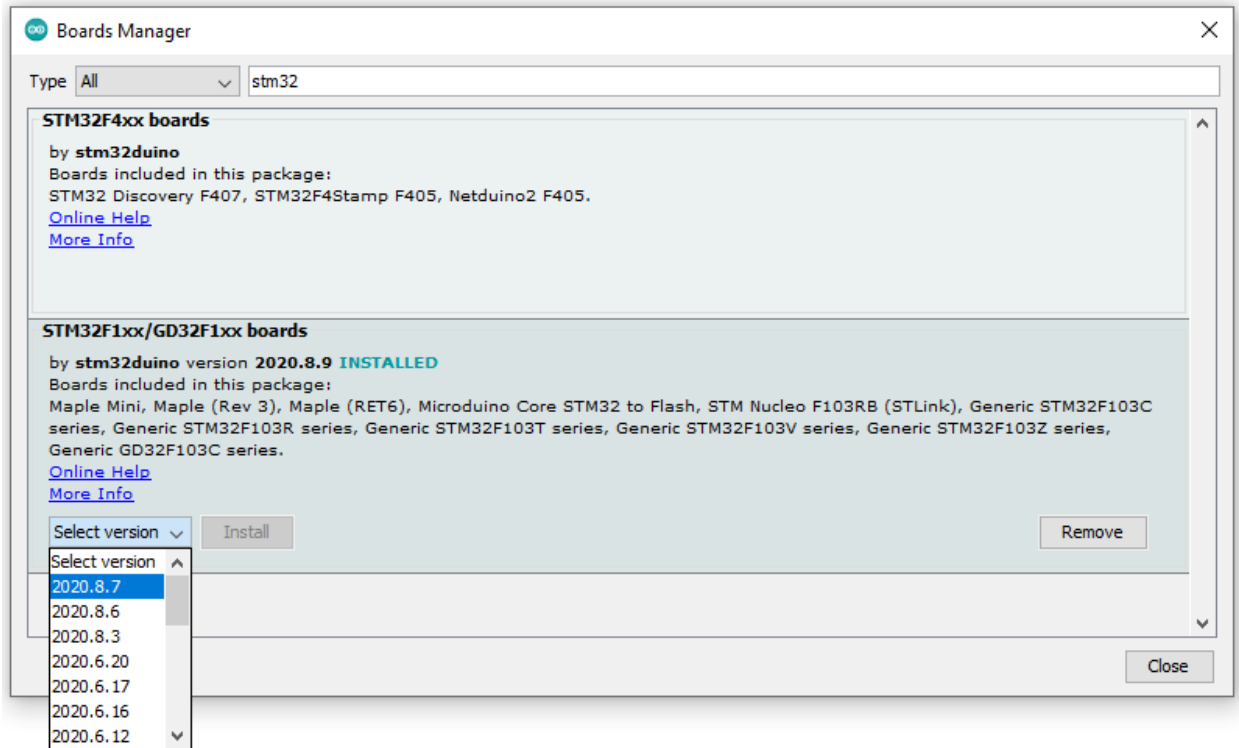 Boards Manager
Type All stm32
STM32F4xx boards
by stm32duino
Boards included in this package:
STM32 Discovery F407, STM32F4Stamp F405, Netduino2 F405.
Online Help
More Info
STM32F1xx/GD32F1xx boards
by stm32duino version 2020.8.9 INSTALLED
Boards included in this package:
Maple Mini, Maple (Rev 3), Maple (RET6), Microduino Core STM32 to Flash, STM Nucleo F103RB (STLink), Generic STM32F103C
series, Generic STM32F103R series, Generic STM32F103T series, Generic STM32F103V series, Generic STM32F103Z series,
Generic GD32F103C series.
Online Help
More Info
Select version Install Remove
Select version
2020.8.7
2020.8.6
2020.8.3
2020.6.20
2020.6.17
2020.6.16
2020.6.12
Close